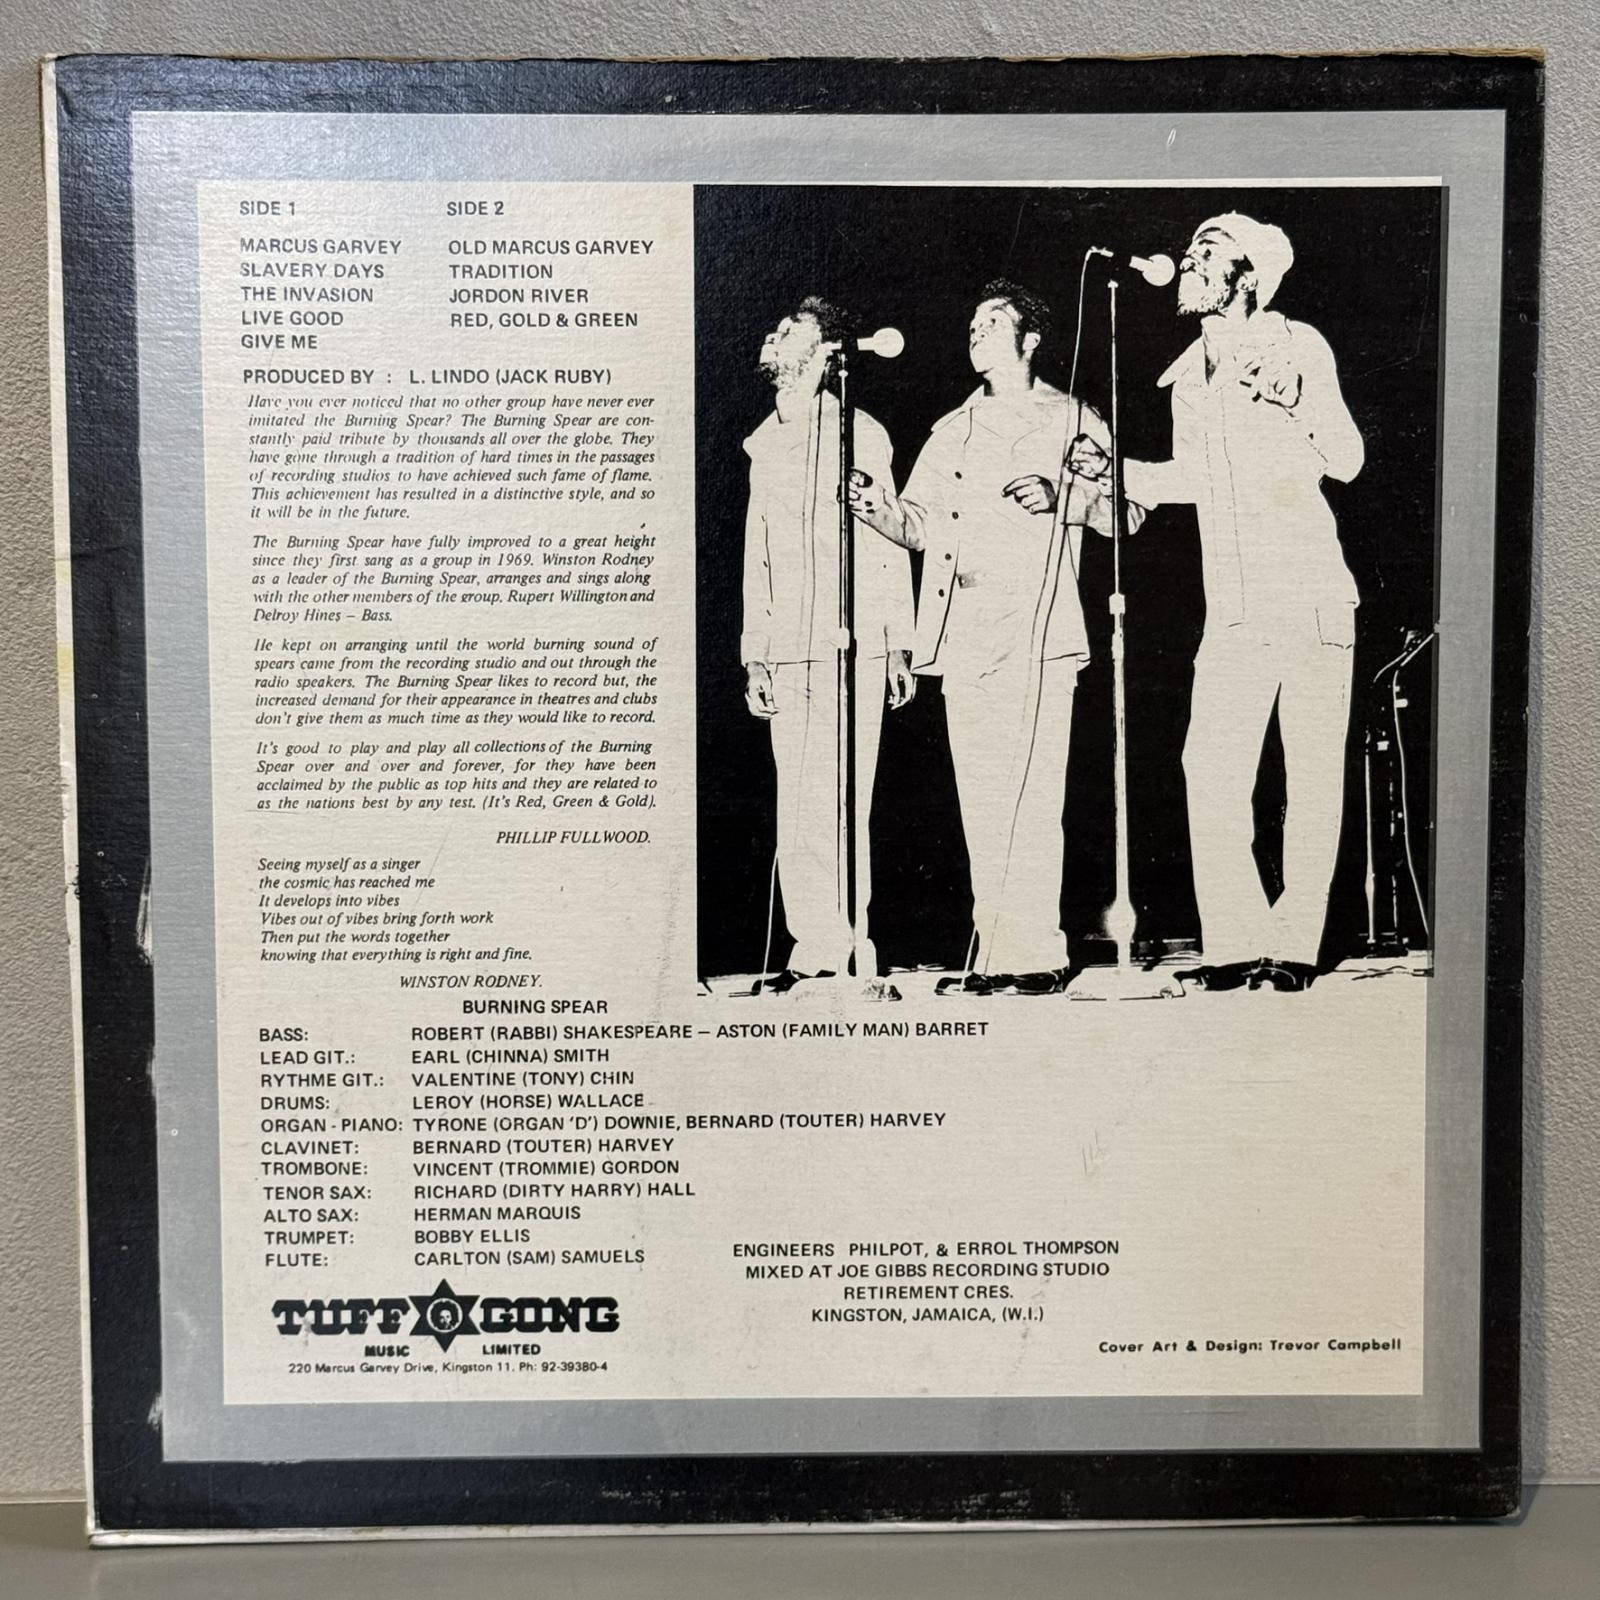 SIDE 1
MARCUS GARVEY
SLAVERY DAYS
THE INVASION
LIVE GOOD
GIVE ME
SIDE 2
OLD MARCUS GARVEY
TRADITION
JORDON RIVER
RED, GOLD & GREEN
PRODUCED BY : L. LINDO (JACK RUBY)
Have you ever noticed that no other group have never ever
imitated the Burning Spear? The Burning Spear are con-
stantly paid tribute by thousands all over the globe. They
have gone through a tradition of hard times in the passages
of recording studios to have achieved such fame of flame.
This achievement has resulted in a distinctive style, and so
it will be in the future.
The Burning Spear have fully improved to a great height
since they first sang as a group in 1969. Winston Rodney
as a leader of the Burning Spear, arranges and sings along
with the other members of the group. Rupert Willington and
Delroy Hines – Bass.
He kept on arranging until the world burning sound of
spears came from the recording studio and out through the
radio speakers. The Burning Spear likes to record but, the
increased demand for their appearance in theatres and clubs
don't give them as much time as they would like to record.
It's good to play and play all collections of the Burning
Spear over and over and forever, for they have been
acclaimed by the public as top hits and they are related to
as the nations best by any test. (It's Red, Green & Gold).
PHILLIP FULLWOOD.
Seeing myself as a singer
the cosmic has reached me
It develops into vibes
Vibes out of vibes bring forth work
Then put the words together
knowing that everything is right and fine.
WINSTON RODNEY.
BURNING SPEAR
BASS: ROBERT (RABBI) SHAKESPEARE – ASTON (FAMILY MAN) BARRET
LEAD GIT.: EARL (CHINNA) SMITH
RYTHME GIT.: VALENTINE (TONY) CHIN
DRUMS: LEROY (HORSE) WALLACE
ORGAN - PIANO: TYRONE (ORGAN 'D') DOWNIE, BERNARD (TOUTER) HARVEY
CLAVINET: BERNARD (TOUTER) HARVEY
TROMBONE: VINCENT (TROMMIE) GORDON
TENOR SAX: RICHARD (DIRTY HARRY) HALL
ALTO SAX: HERMAN MARQUIS
TRUMPET: BOBBY ELLIS
FLUTE: CARLTON (SAM) SAMUELS
ENGINEERS PHILPOT, & ERROL THOMPSON
MIXED AT JOE GIBBS RECORDING STUDIO
RETIREMENT CRES.
KINGSTON, JAMAICA, (W.I.)
TUFF GONG
MUSIC LIMITED
220 Marcus Garvey Drive, Kingston 11. Ph: 92-39380-4
Cover Art & Design: Trevor Campbell